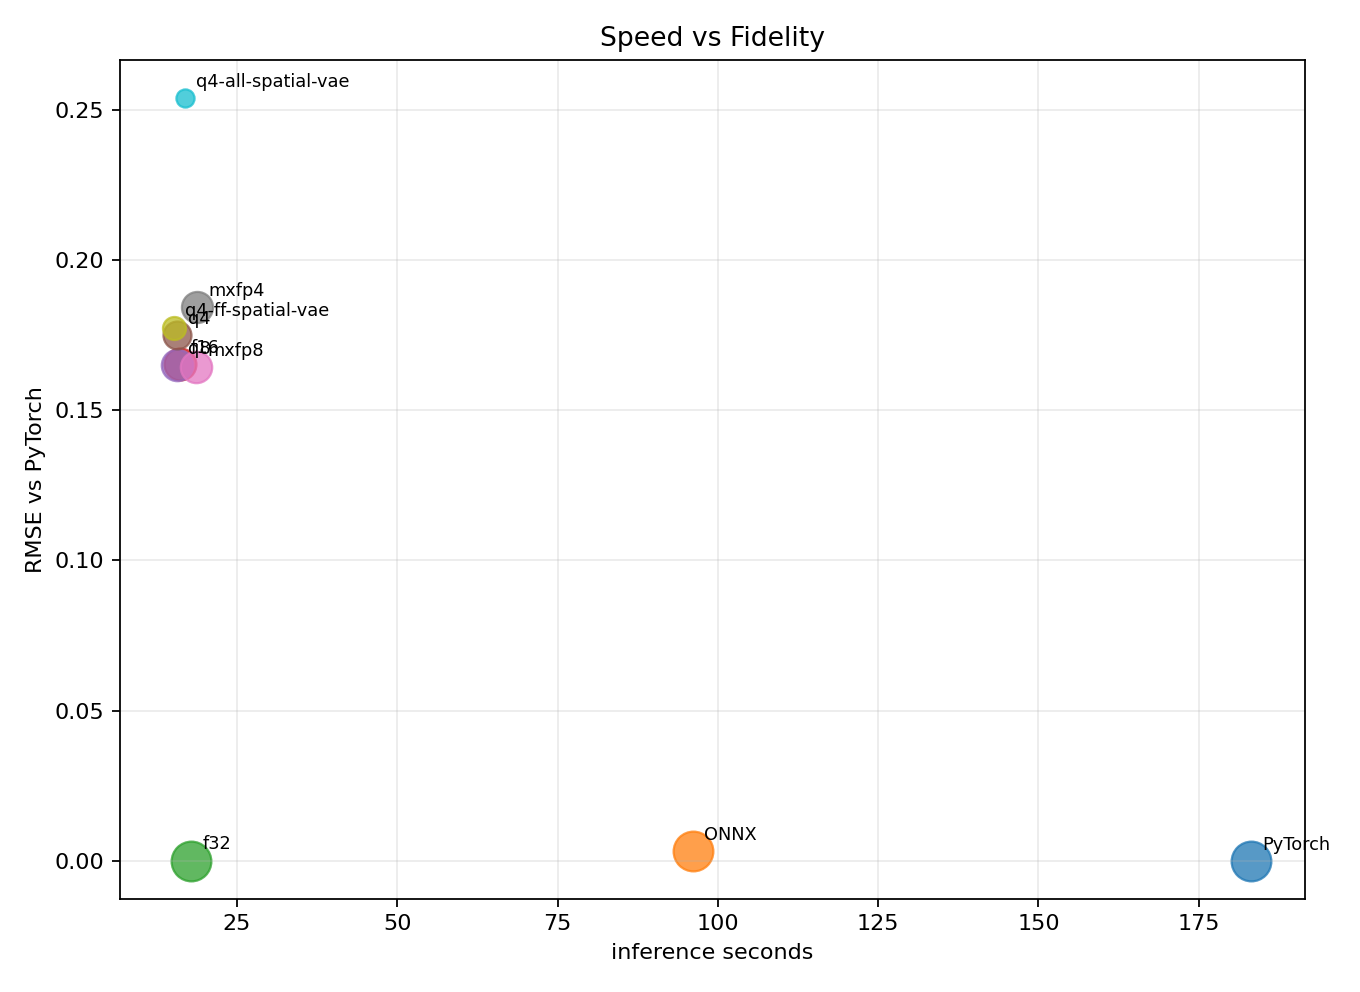 Speed vs Fidelity
q4-all-spatial-vae
mxfp4
q4-ff-spatial-vae
q4
f16
q8
mxfp8
f32
ONNX
PyTorch
RMSE vs PyTorch
0.25
0.20
0.15
0.10
0.05
0.00
25 50 75 100 125 150 175
inference seconds